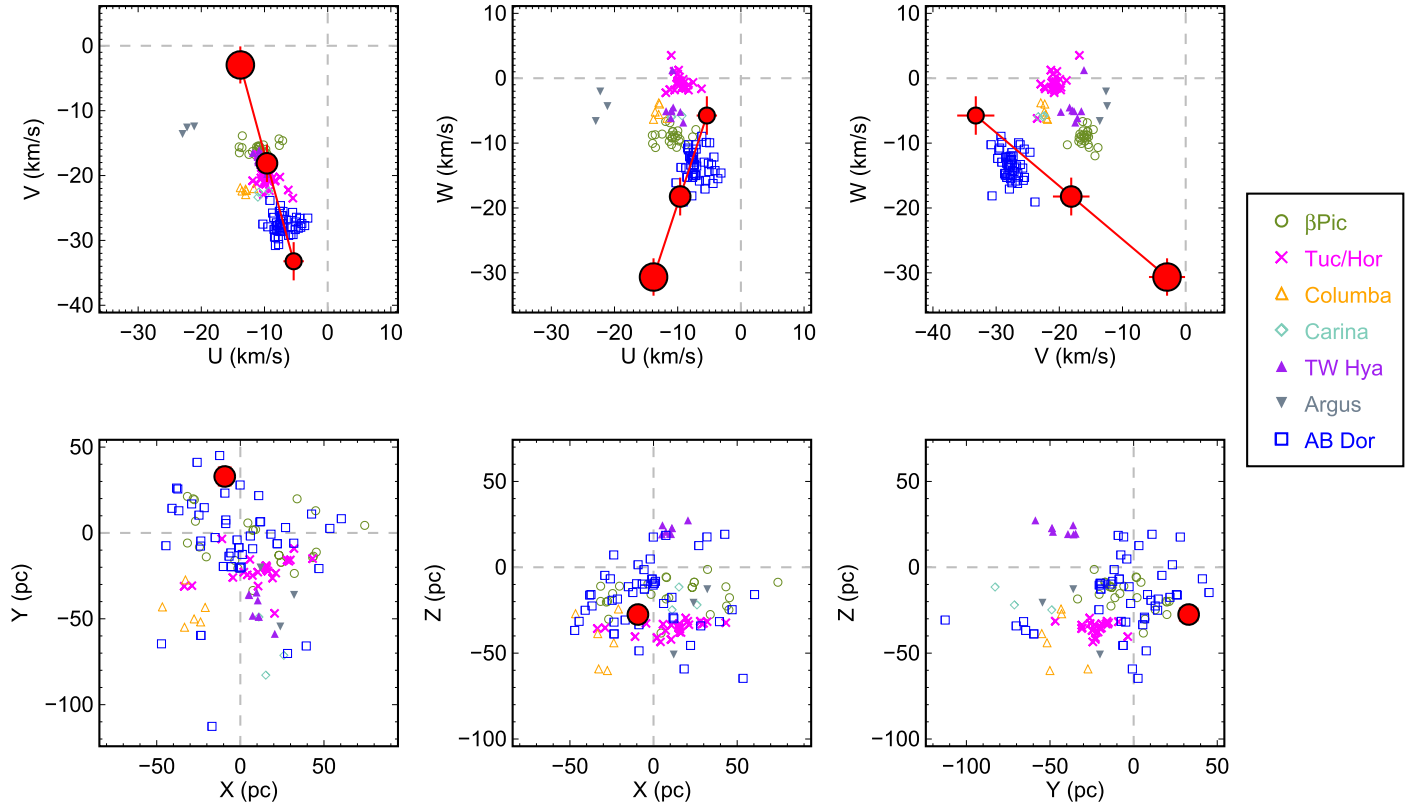 0
−10
−20
−30
−40
V (km/s)
−30 −20 −10 0 10
U (km/s)
10
0
−10
−20
−30
W (km/s)
−30 −20 −10 0 10
U (km/s)
10
0
−10
−20
−30
W (km/s)
−40 −30 −20 −10 0
V (km/s)
βPic
Tuc/Hor
Columba
Carina
TW Hya
Argus
AB Dor
50
0
−50
−100
Y (pc)
−50 0 50
X (pc)
50
0
−50
−100
Z (pc)
−50 0 50
X (pc)
50
0
−50
−100
Z (pc)
−100 −50 0 50
Y (pc)